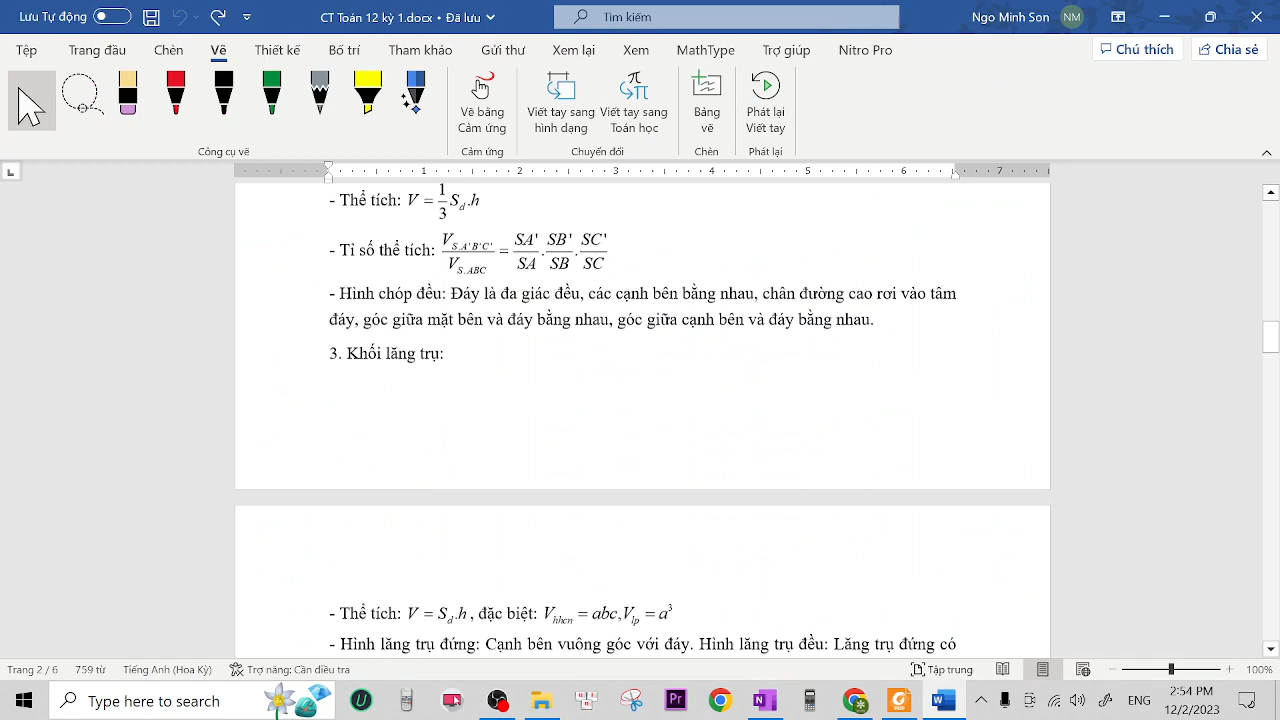 Lưu Tự động CT Toán 12 kỳ 1.docx • Đã lưu Tìm kiếm Ngo Minh Son NM
Tệp Trang đầu Chèn Vẽ Thiết kế Bố trí Tham khảo Gửi thư Xem lại Xem MathType Trợ giúp Nitro Pro Chú thích Chia sẻ
Vẽ bằng Cảm ứng
Viết tay sang hình dạng
Viết tay sang Toán học
Bảng vẽ
Phát lại Viết tay
Công cụ vẽ Cảm ứng Chuyển đổi Chèn Phát lại
1 2 3 4 5 6 7
- Thể tích: V = 1/3 S_d.h
- Tỉ số thể tích: V_S.A'B'C'/V_S.ABC = SA'/SA . SB'/SB . SC'/SC
- Hình chóp đều: Đáy là đa giác đều, các cạnh bên bằng nhau, chân đường cao rơi vào tâm
đáy, góc giữa mặt bên và đáy bằng nhau, góc giữa cạnh bên và đáy bằng nhau.
3. Khối lăng trụ:
- Thể tích: V = S_d.h, đặc biệt: V_hhcn = abc, V_lp = a³
- Hình lăng trụ đứng: Cạnh bên vuông góc với đáy. Hình lăng trụ đều: Lăng trụ đứng có
Trang 2 / 6 759 từ Tiếng Anh (Hoa Kỳ) Trợ năng: Cần điều tra Tập trung 100%
Type here to search ENG 2:54 PM
12/2/2023